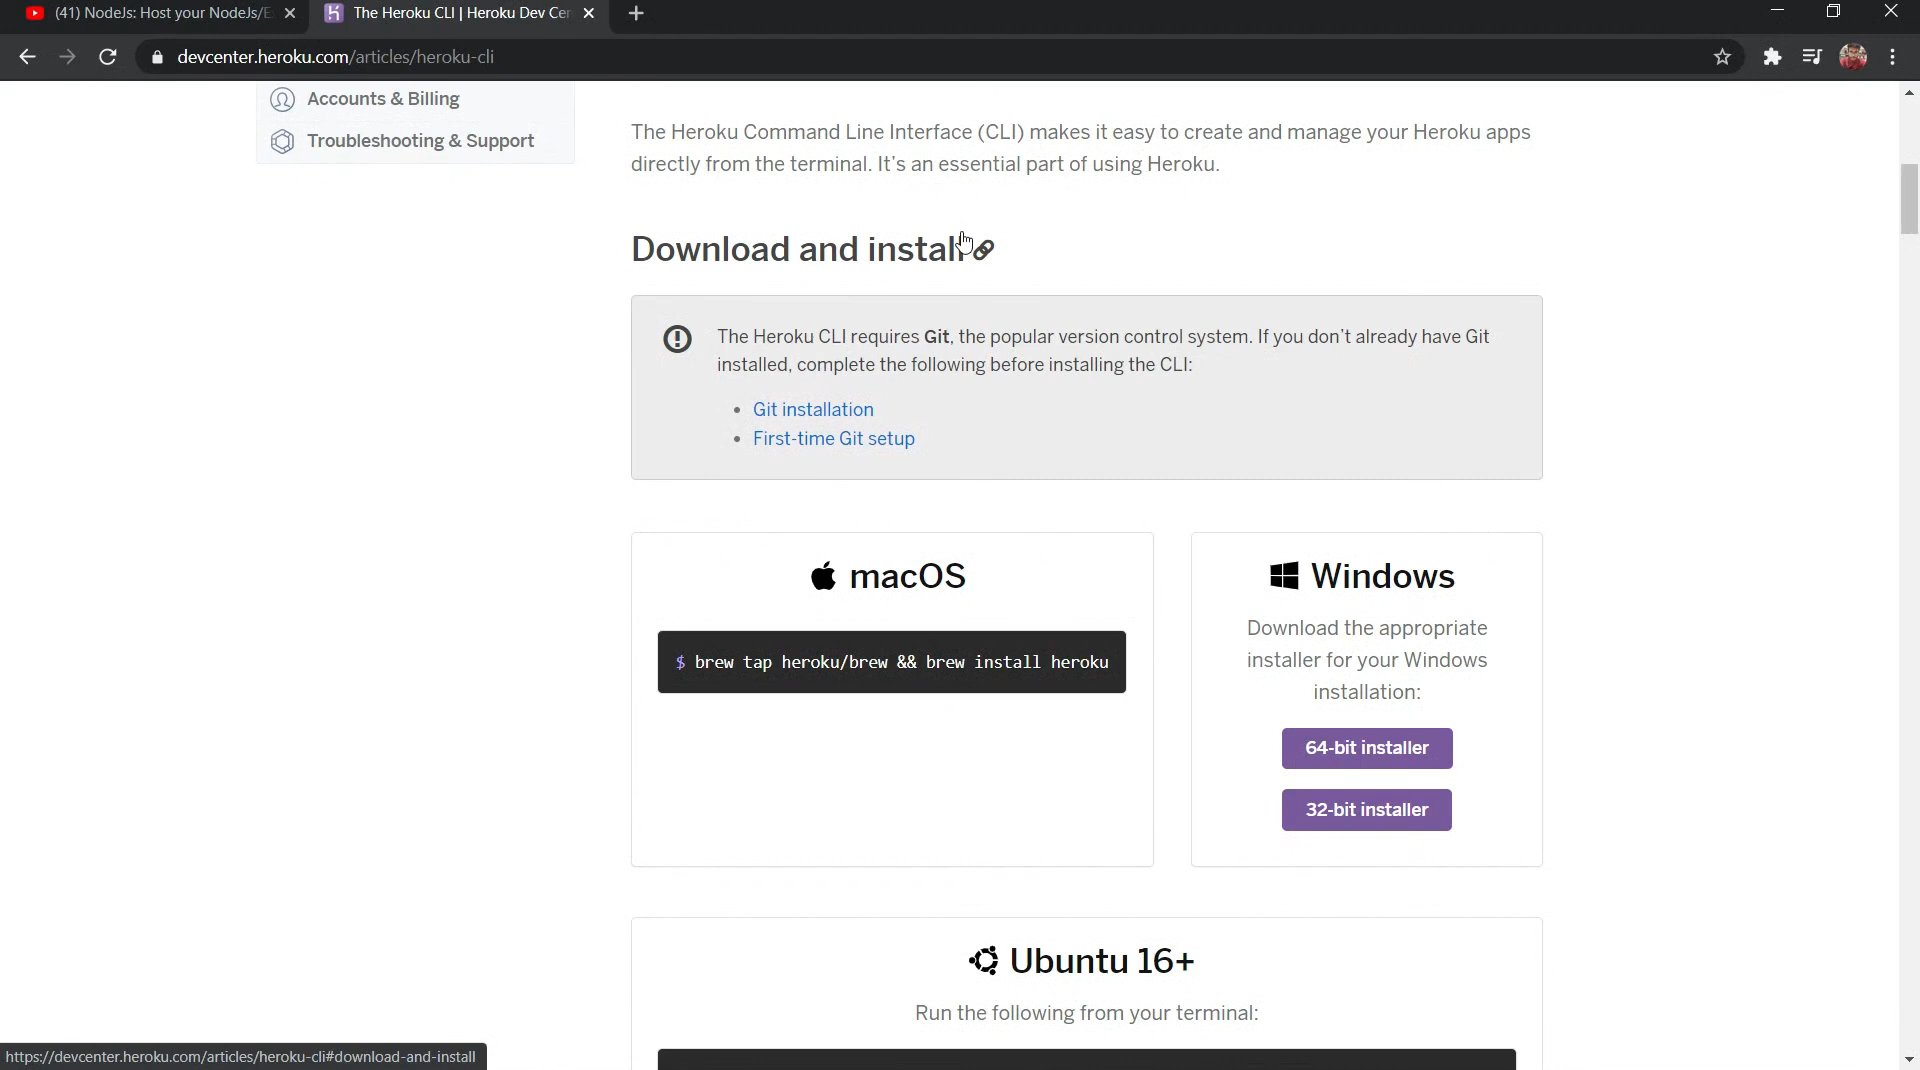 (41) NodeJs: Host your NodeJs/E
The Heroku CLI | Heroku Dev Cen
devcenter.heroku.com/articles/heroku-cli
Accounts & Billing
Troubleshooting & Support
The Heroku Command Line Interface (CLI) makes it easy to create and manage your Heroku apps
directly from the terminal. It’s an essential part of using Heroku.
Download and install
The Heroku CLI requires Git, the popular version control system. If you don’t already have Git
installed, complete the following before installing the CLI:
• Git installation
• First-time Git setup
macOS
$ brew tap heroku/brew && brew install heroku
Windows
Download the appropriate
installer for your Windows
installation:
64-bit installer
32-bit installer
Ubuntu 16+
Run the following from your terminal:
https://devcenter.heroku.com/articles/heroku-cli#download-and-install